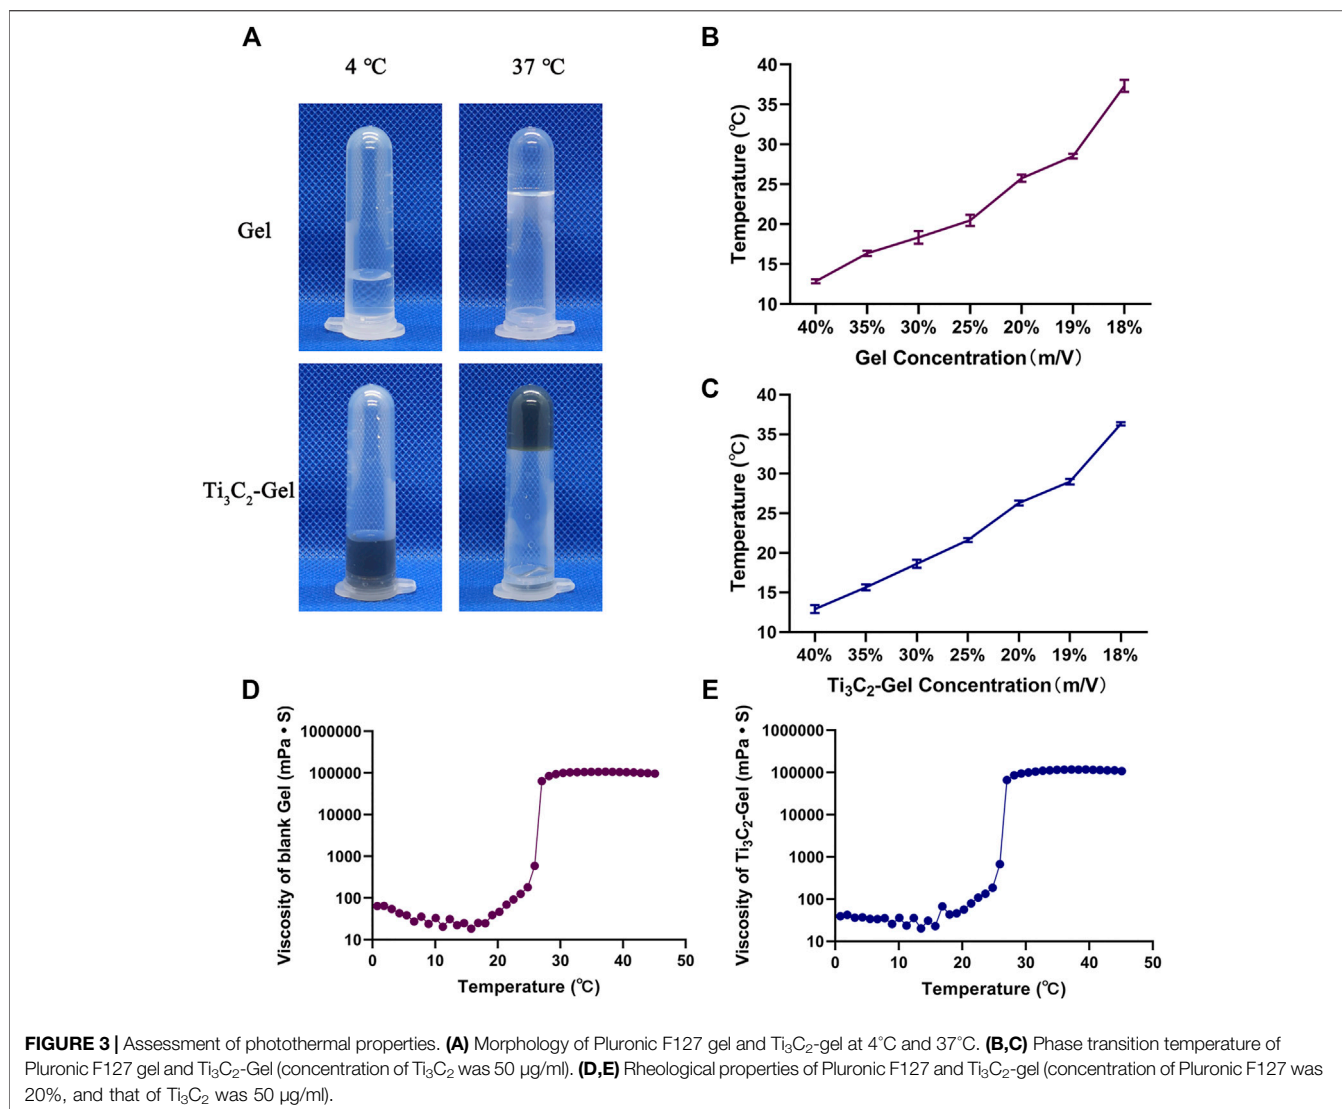 A
4 °C
37 °C
Gel
Ti₃C₂-Gel
B
Temperature (℃)
40
35
30
25
20
15
10
40% 35% 30% 25% 20% 19% 18%
Gel Concentration (m/V)
C
Temperature (℃)
40
35
30
25
20
15
10
40% 35% 30% 25% 20% 19% 18%
Ti₃C₂-Gel Concentration (m/V)
D
Viscosity of blank Gel (mPa • S)
1000000
100000
10000
1000
100
10
0 10 20 30 40 50
Temperature (℃)
E
Viscosity of Ti₃C₂-Gel (mPa • S)
1000000
100000
10000
1000
100
10
0 10 20 30 40 50
Temperature (℃)
FIGURE 3 | Assessment of photothermal properties. (A) Morphology of Pluronic F127 gel and Ti₃C₂-gel at 4°C and 37°C. (B,C) Phase transition temperature of
Pluronic F127 gel and Ti₃C₂-Gel (concentration of Ti₃C₂ was 50 μg/ml). (D,E) Rheological properties of Pluronic F127 and Ti₃C₂-gel (concentration of Pluronic F127 was
20%, and that of Ti₃C₂ was 50 μg/ml).